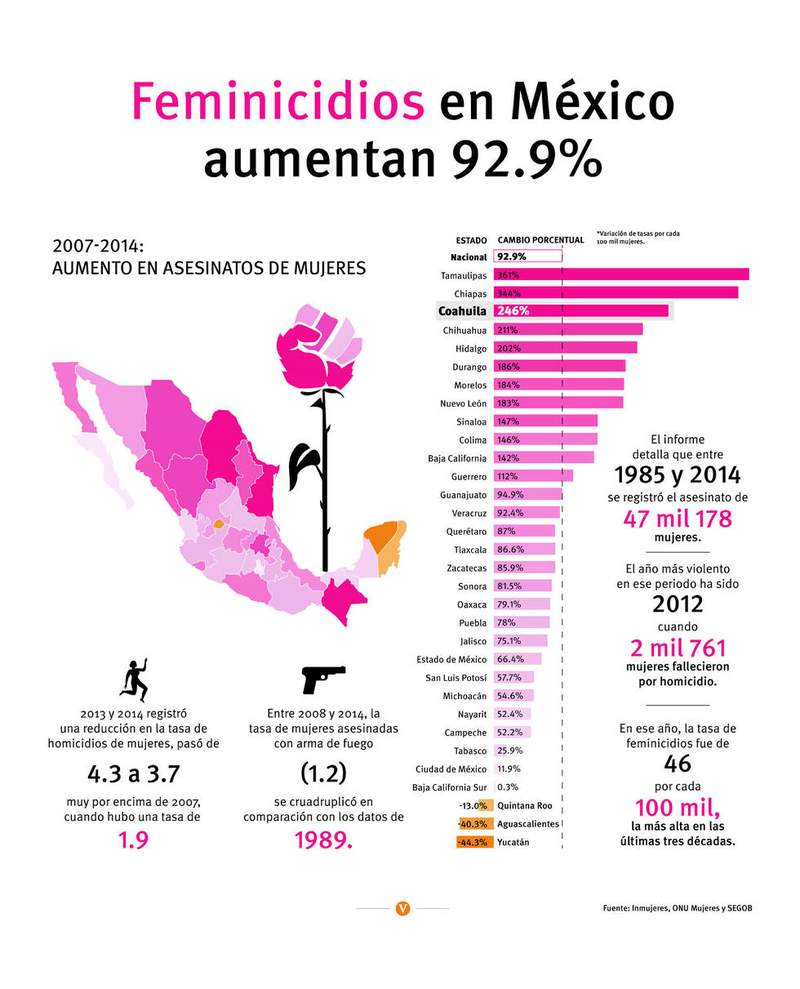 Feminicidios en México
aumentan 92.9%
2007-2014:
AUMENTO EN ASESINATOS DE MUJERES
ESTADO CAMBIO PORCENTUAL
*Variación de tasas por cada
100 mil mujeres.
Nacional 92.9%
Tamaulipas 361%
Chiapas 344%
Coahuila 246%
Chihuahua 211%
Hidalgo 202%
Durango 186%
Morelos 184%
Nuevo León 183%
Sinaloa 147%
Colima 146%
Baja California 142%
Guerrero 112%
Guanajuato 94.9%
Veracruz 92.4%
Querétaro 87%
Tlaxcala 86.6%
Zacatecas 85.9%
Sonora 81.5%
Oaxaca 79.1%
Puebla 78%
Jalisco 75.1%
Estado de México 66.4%
San Luis Potosí 57.7%
Michoacán 54.6%
Nayarit 52.4%
Campeche 52.2%
Tabasco 25.9%
Ciudad de México 11.9%
Baja California Sur 0.3%
-13.0% Quintana Roo
-40.3% Aguascalientes
-44.3% Yucatán
El informe
detalla que entre
1985 y 2014
se registró el asesinato de
47 mil 178
mujeres.
El año más violento
en ese periodo ha sido
2012
cuando
2 mil 761
mujeres fallecieron
por homicidio.
En ese año, la tasa de
feminicidios fue de
46
por cada
100 mil,
la más alta en las
últimas tres décadas.
2013 y 2014 registró
una reducción en la tasa de
homicidios de mujeres, pasó de
4.3 a 3.7
muy por encima de 2007,
cuando hubo una tasa de
1.9
Entre 2008 y 2014, la
tasa de mujeres asesinadas
con arma de fuego
(1.2)
se cruadruplicó en
comparación con los datos de
1989.
V
Fuente: Inmujeres, ONU Mujeres y SEGOB